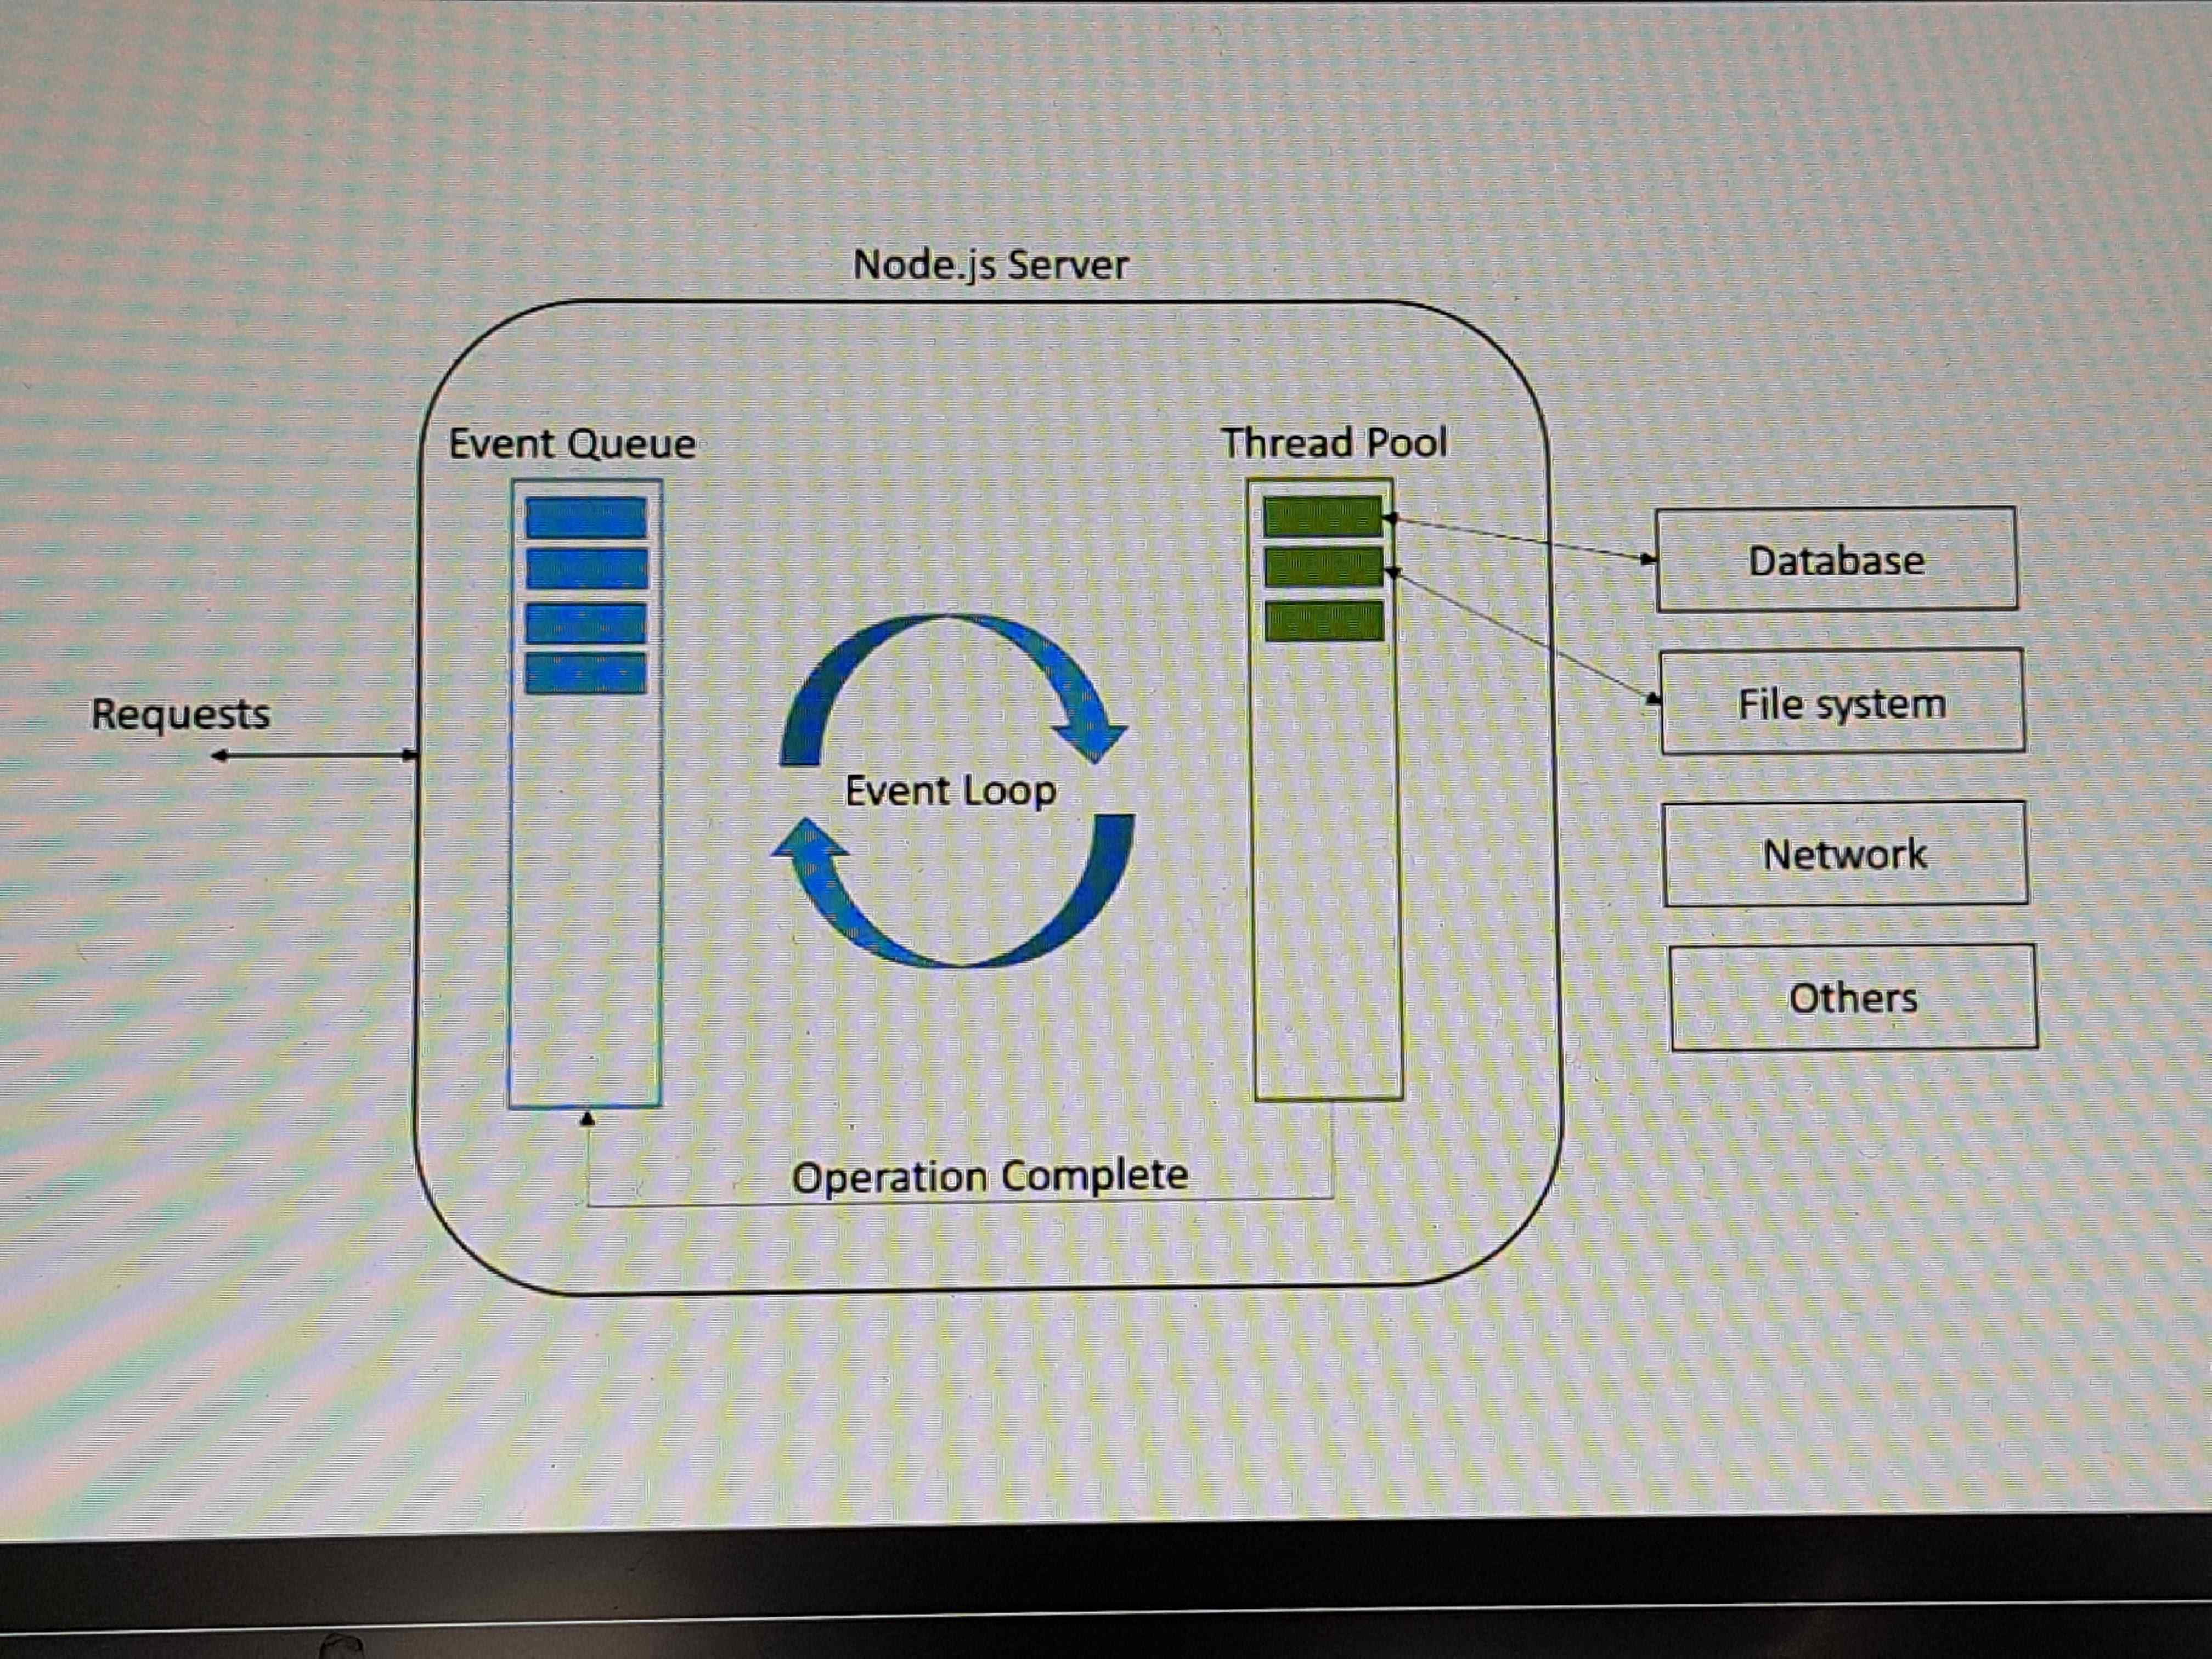 Node.js Server
Event Queue
Thread Pool
Database
File system
Requests
Event Loop
Network
Others
Operation Complete